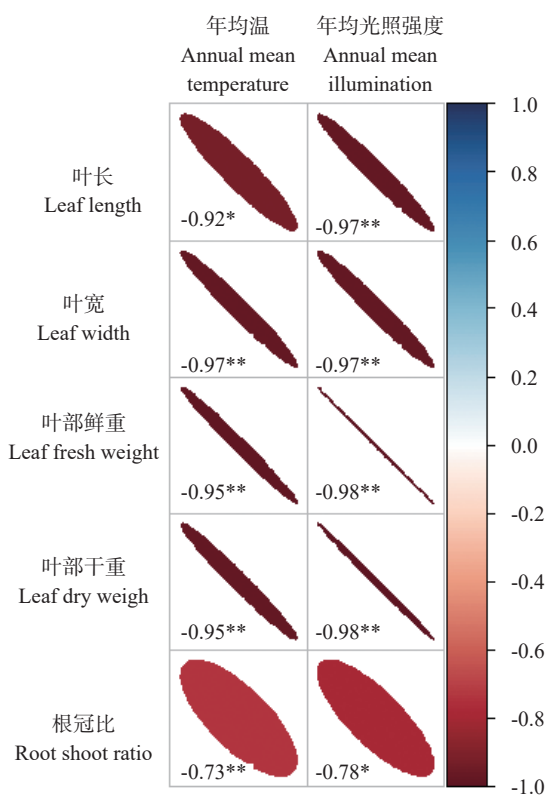 年均温
Annual mean
temperature
年均光照强度
Annual mean
illumination
叶长
Leaf length
-0.92*
-0.97**
叶宽
Leaf width
-0.97**
-0.97**
叶部鲜重
Leaf fresh weight
-0.95**
-0.98**
叶部干重
Leaf dry weigh
-0.95**
-0.98**
根冠比
Root shoot ratio
-0.73**
-0.78*
1.0
0.8
0.6
0.4
0.2
0.0
-0.2
-0.4
-0.6
-0.8
-1.0